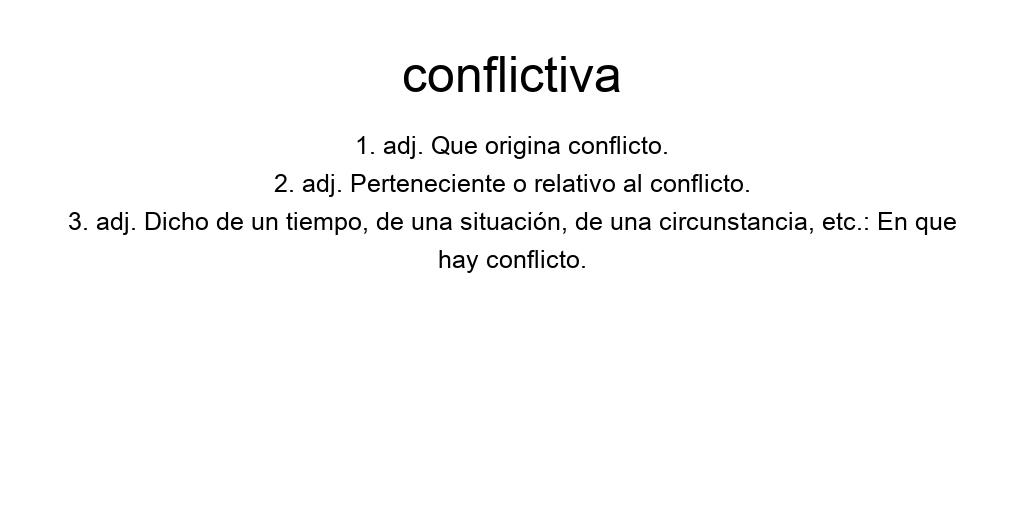 conflictiva
1. adj. Que origina conflicto.
2. adj. Perteneciente o relativo al conflicto.
3. adj. Dicho de un tiempo, de una situación, de una circunstancia, etc.: En que
hay conflicto.